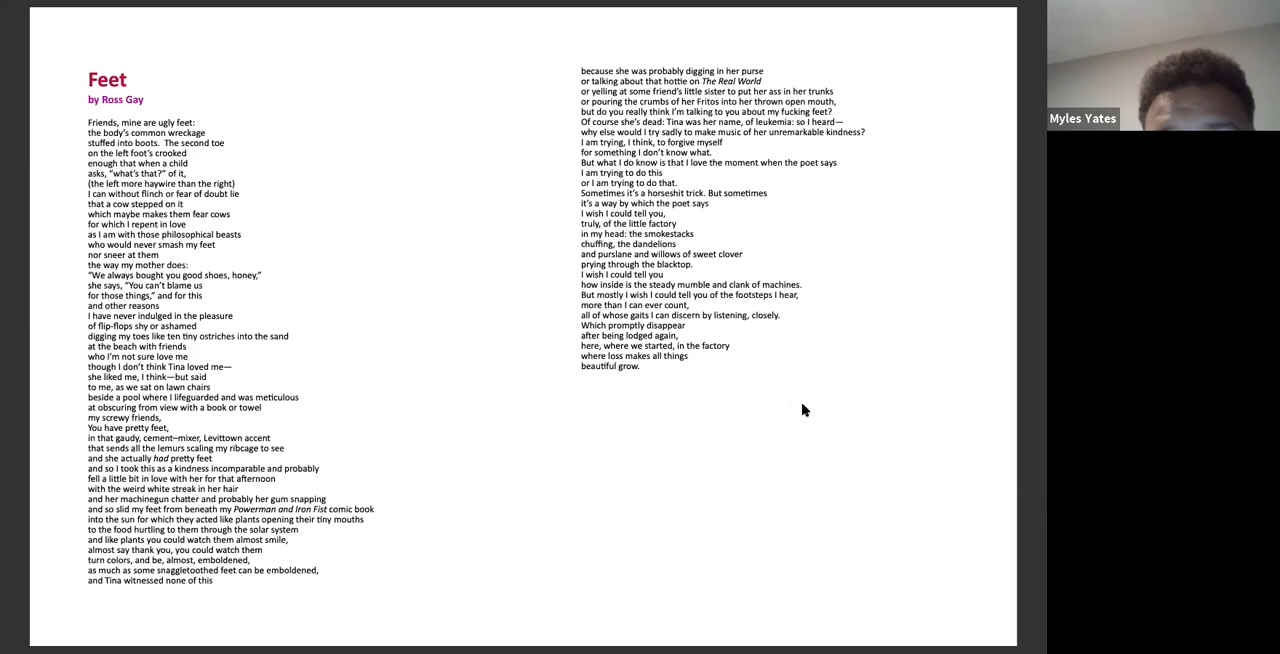 Feet
by Ross Gay
Friends, mine are ugly feet:
the body's common wreckage
stuffed into boots.  The second toe
on the left foot's crooked
enough that when a child
asks, "what's that?" of it,
(the left more haywire than the right)
I can without flinch or fear of doubt lie
that a cow stepped on it
which maybe makes them fear cows
for which I repent in love
as I am with those philosophical beasts
who would never smash my feet
nor sneer at them
the way my mother does:
"We always bought you good shoes, honey,"
she says, "You can't blame us
for those things," and for this
and other reasons
I have never indulged in the pleasure
of flip-flops shy or ashamed
digging my toes like ten tiny ostriches into the sand
at the beach with friends
who I'm not sure love me
though I don't think Tina loved me—
she liked me, I think—but said
to me, as we sat on lawn chairs
beside a pool where I lifeguarded and was meticulous
at obscuring from view with a book or towel
my screwy friends,
You have pretty feet,
in that gaudy, cement–mixer, Levittown accent
that sends all the lemurs scaling my ribcage to see
and she actually had pretty feet
and so I took this as a kindness incomparable and probably
fell a little bit in love with her for that afternoon
with the weird white streak in her hair
and her machinegun chatter and probably her gum snapping
and so slid my feet from beneath my Powerman and Iron Fist comic book
into the sun for which they acted like plants opening their tiny mouths
to the food hurtling to them through the solar system
and like plants you could watch them almost smile,
almost say thank you, you could watch them
turn colors, and be, almost, emboldened,
as much as some snaggletoothed feet can be emboldened,
and Tina witnessed none of this
because she was probably digging in her purse
or talking about that hottie on The Real World
or yelling at some friend's little sister to put her ass in her trunks
or pouring the crumbs of her Fritos into her thrown open mouth,
but do you really think I'm talking to you about my fucking feet?
Of course she's dead: Tina was her name, of leukemia: so I heard—
why else would I try sadly to make music of her unremarkable kindness?
I am trying, I think, to forgive myself
for something I don't know what.
But what I do know is that I love the moment when the poet says
I am trying to do this
or I am trying to do that.
Sometimes it's a horseshit trick. But sometimes
it's a way by which the poet says
I wish I could tell you,
truly, of the little factory
in my head: the smokestacks
chuffing, the dandelions
and purslane and willows of sweet clover
prying through the blacktop.
I wish I could tell you
how inside is the steady mumble and clank of machines.
But mostly I wish I could tell you of the footsteps I hear,
more than I can ever count,
all of whose gaits I can discern by listening, closely.
Which promptly disappear
after being lodged again,
here, where we started, in the factory
where loss makes all things
beautiful grow.
Myles Yates